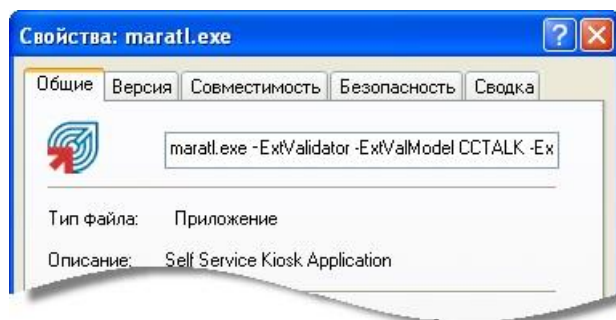 Свойства: maratl.exe
Общие Версия Совместимость Безопасность Сводка
maratl.exe -ExtValidator -ExtValModel CCTALK -Ex
Тип файла: Приложение
Описание: Self Service Kiosk Application